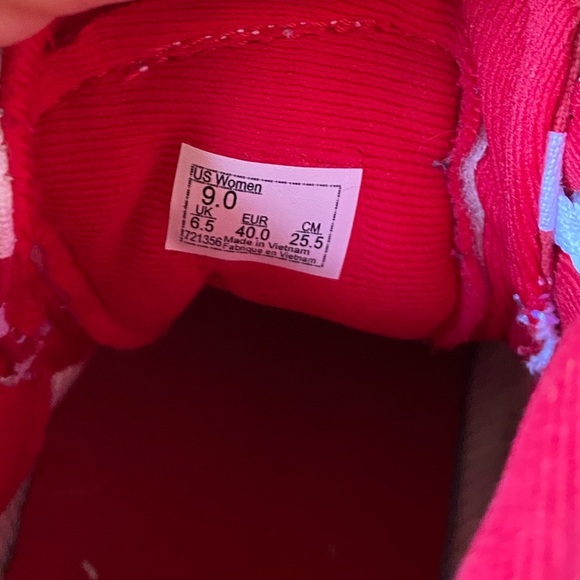 US Women
9.0
UK EUR CM
6.5 40.0 25.5
721356 Made in Vietnam
Fabriqué en Vietnam